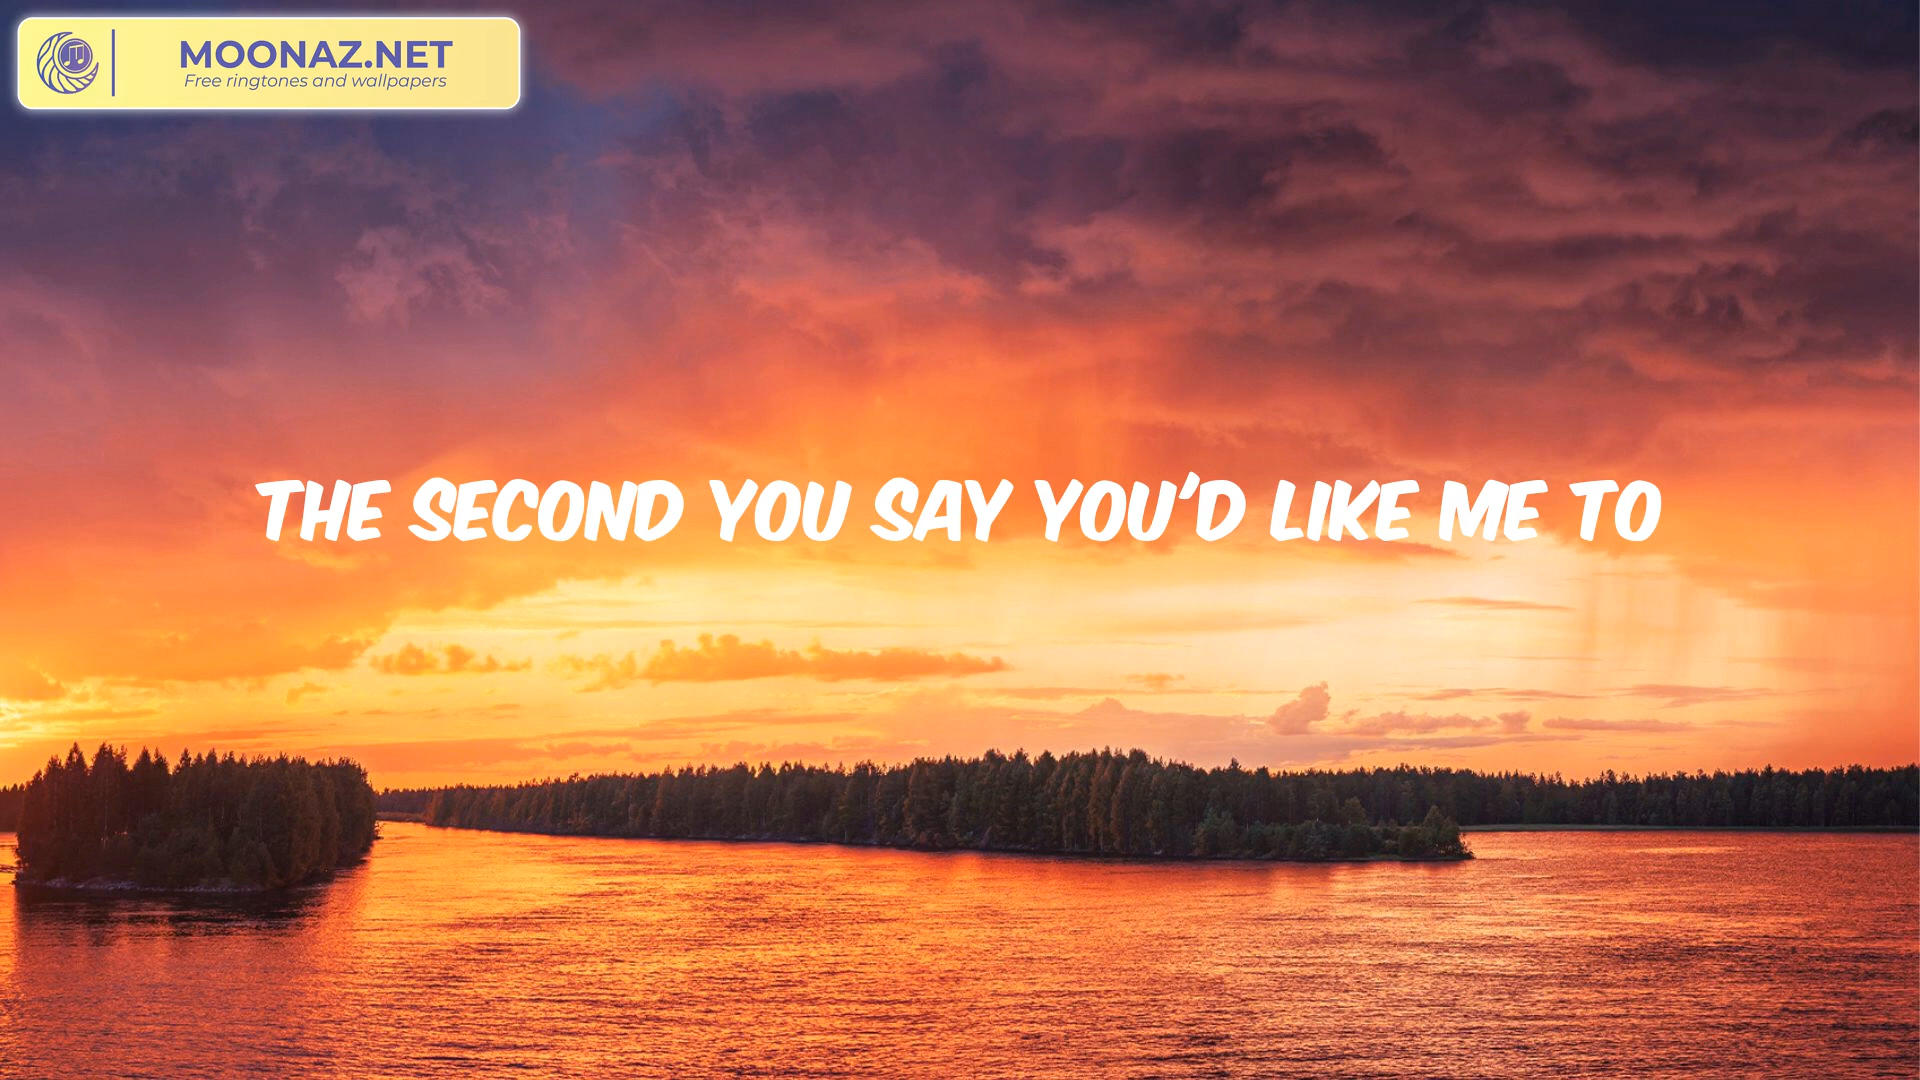 MOONAZ.NET
Free ringtones and wallpapers
THE SECOND YOU SAY YOU'D LIKE ME TO